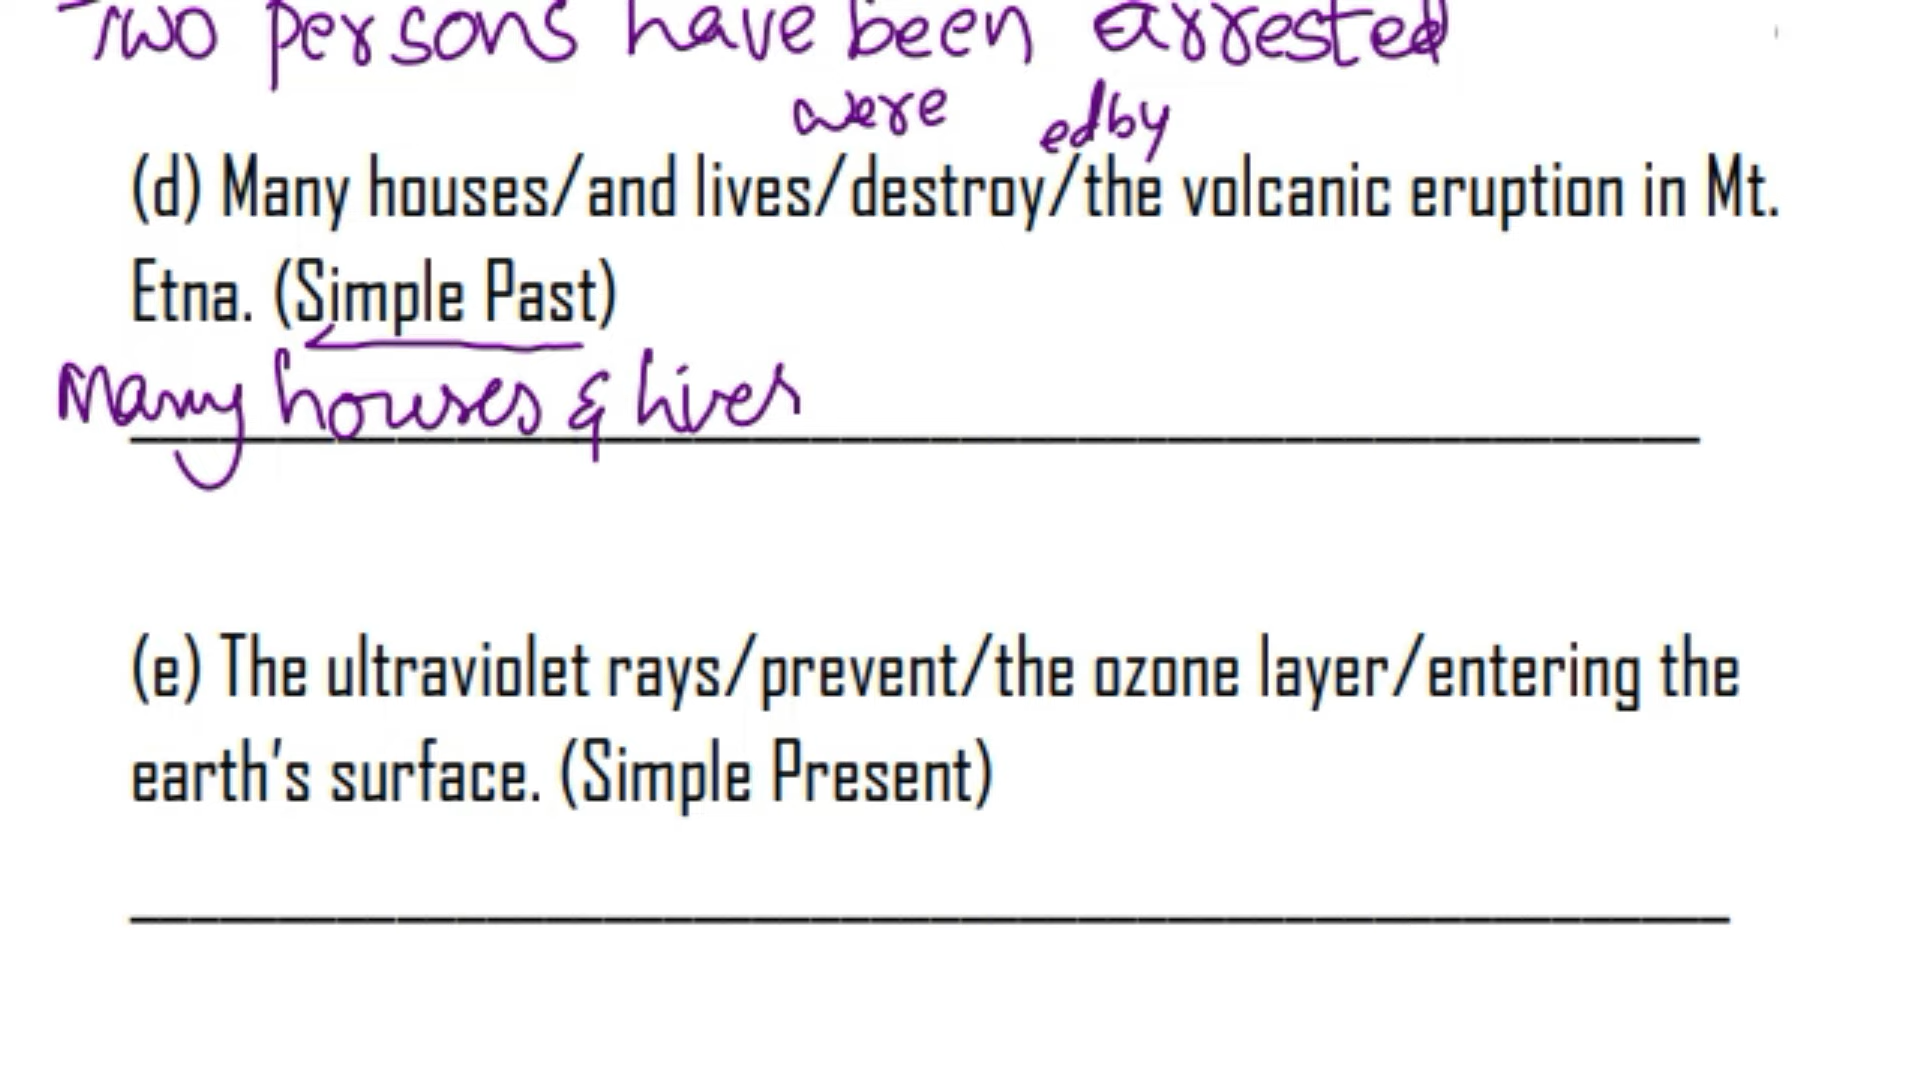 Two persons have been arrested
were edby
(d) Many houses/and lives/destroy/the volcanic eruption in Mt.
Etna. (Simple Past)
Many houses & lives
(e) The ultraviolet rays/prevent/the ozone layer/entering the
earth's surface. (Simple Present)